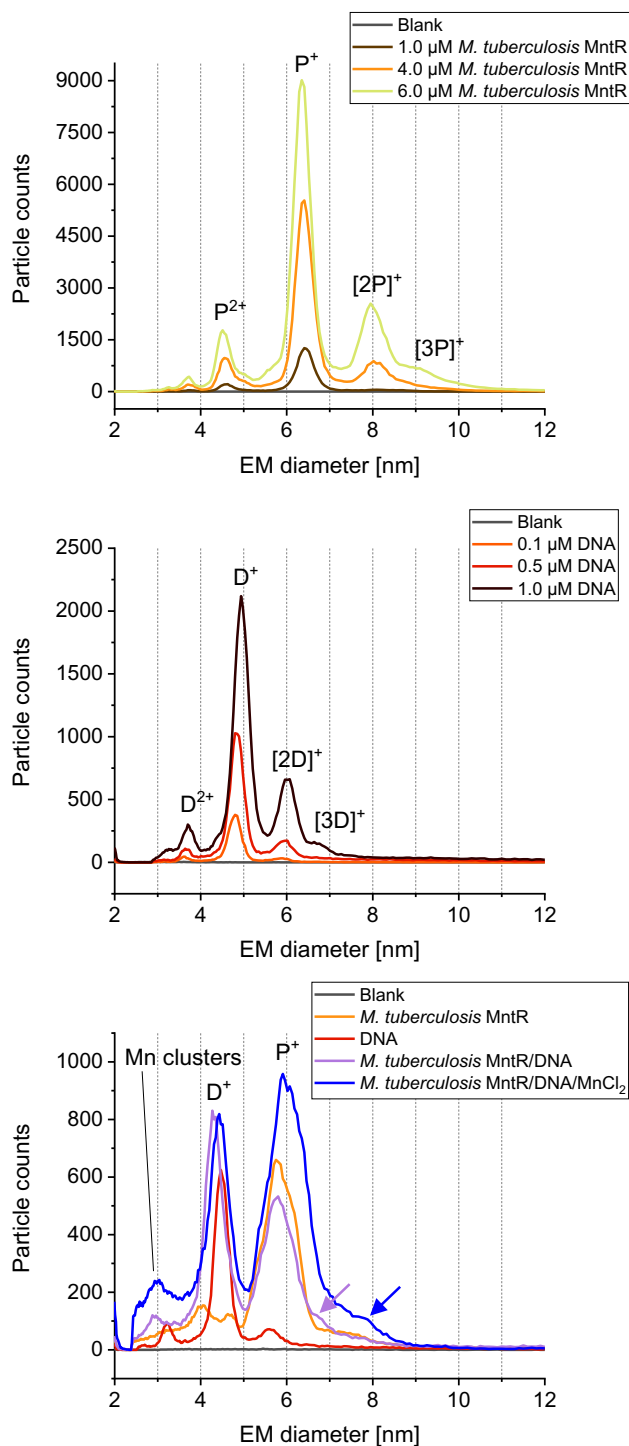 Blank
1.0 µM M. tuberculosis MntR
4.0 µM M. tuberculosis MntR
6.0 µM M. tuberculosis MntR
P⁺
9000
7500
6000
4500
3000
1500
0
Particle counts
P²⁺
[2P]⁺
[3P]⁺
2 4 6 8 10 12
EM diameter [nm]
Blank
0.1 µM DNA
0.5 µM DNA
1.0 µM DNA
2500
2000
1500
1000
500
0
Particle counts
D⁺
[2D]⁺
D²⁺
[3D]⁺
2 4 6 8 10 12
EM diameter [nm]
Blank
M. tuberculosis MntR
DNA
M. tuberculosis MntR/DNA
M. tuberculosis MntR/DNA/MnCl₂
Mn clusters
P⁺
D⁺
1000
800
600
400
200
0
Particle counts
2 4 6 8 10 12
EM diameter [nm]